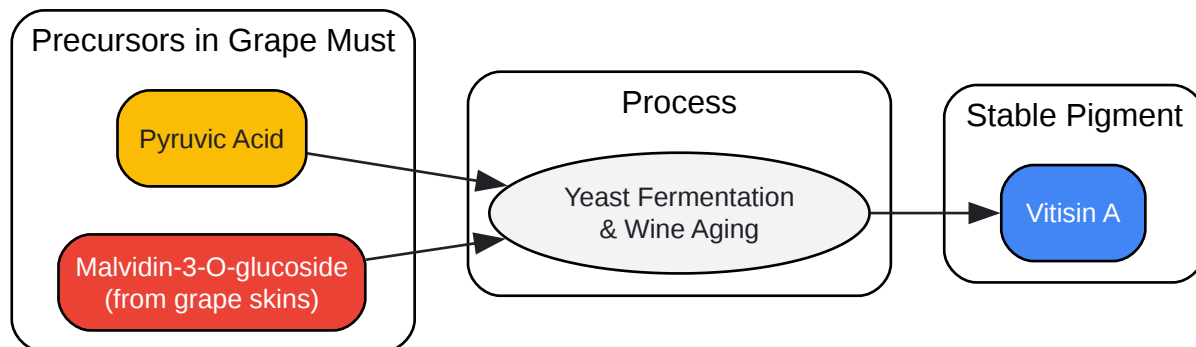 Precursors in Grape Must
Pyruvic Acid
Malvidin-3-O-glucoside
(from grape skins)
Process
Yeast Fermentation
& Wine Aging
Stable Pigment
Vitisin A